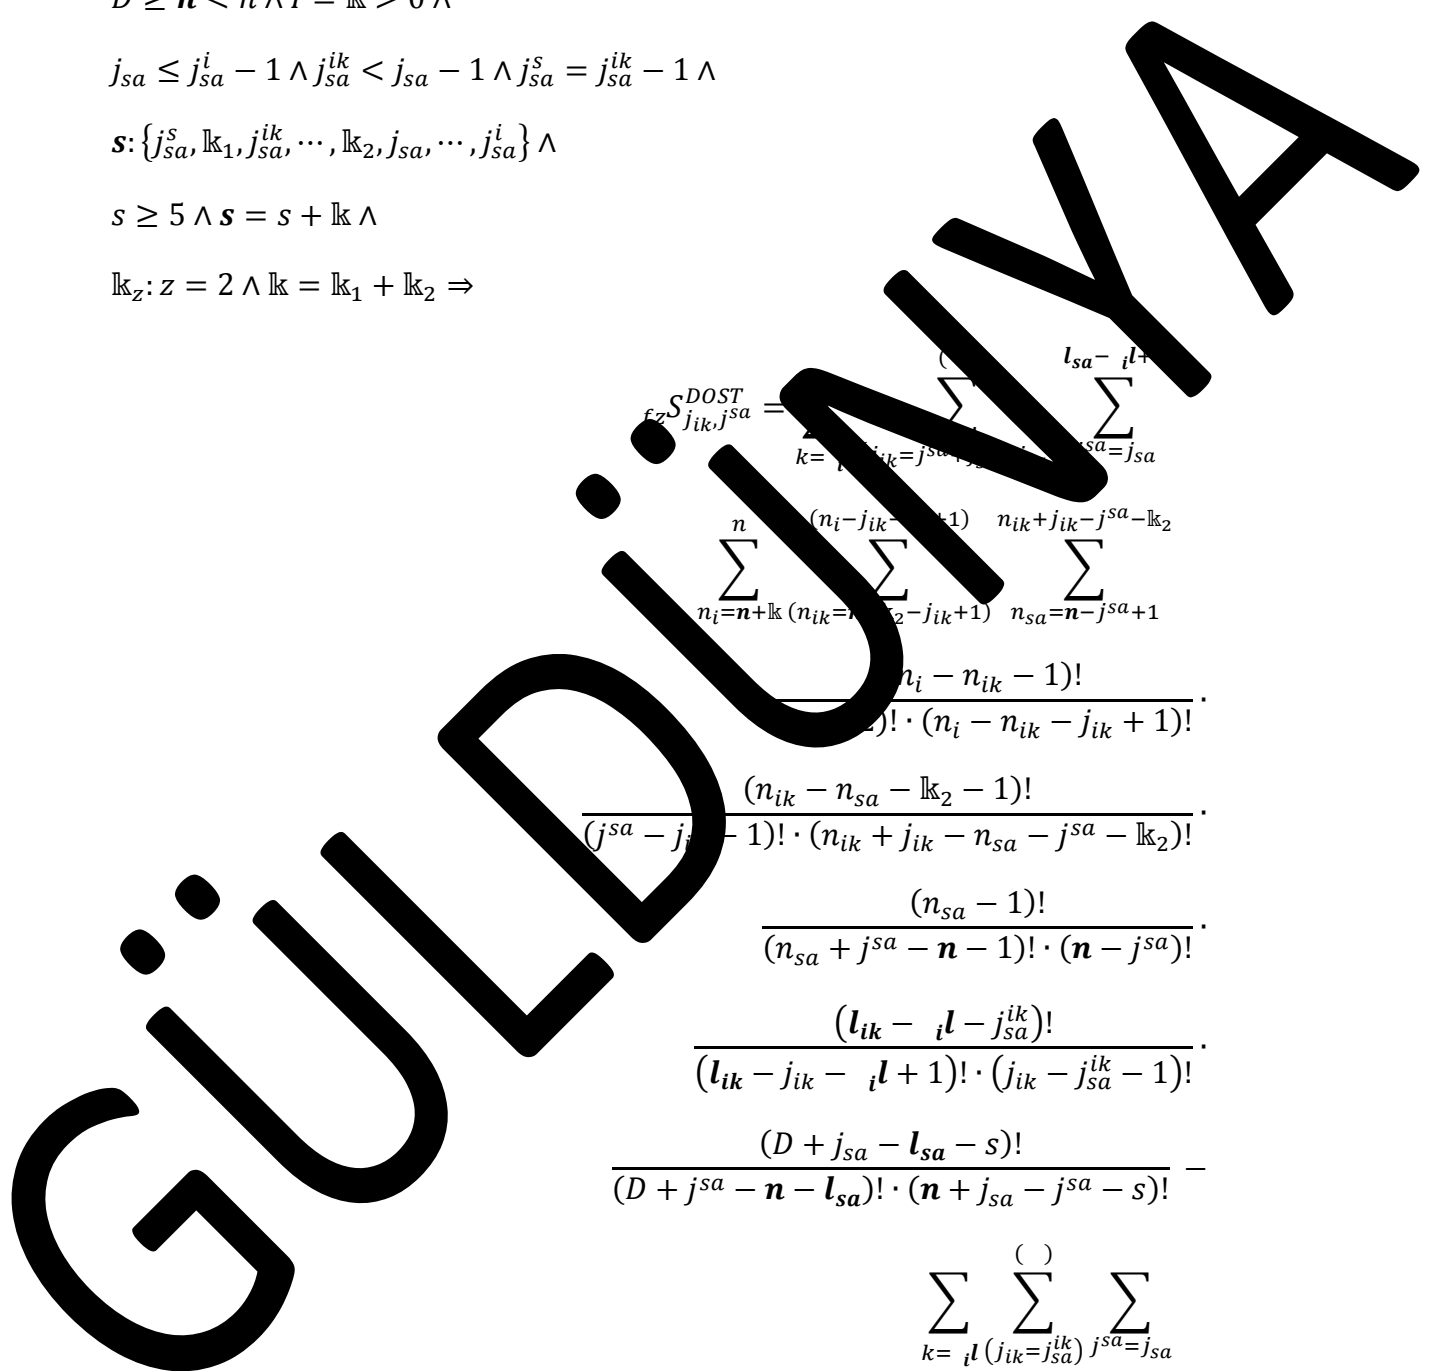 j_{sa} ≤ j_{sa}^{i} − 1 ∧ j_{sa}^{ik} < j_{sa} − 1 ∧ j_{sa}^{s} = j_{sa}^{ik} − 1 ∧
s: {j_{sa}^{s}, 𝕜_1, j_{sa}^{ik}, ⋯, 𝕜_2, j_{sa}, ⋯, j_{sa}^{i}} ∧
s ≥ 5 ∧ s = s + 𝕜 ∧
𝕜_z: z = 2 ∧ 𝕜 = 𝕜_1 + 𝕜_2 ⇒
S_{j_{ik}, j^{sa}}^{DOST} =
∑_{n_i=n+𝕜}^{n} ∑ ∑_{n_{sa}=n−j^{sa}+1}^{n_{ik}+j_{ik}−j^{sa}−𝕜_2}
n_i − n_{ik} − 1)!
)! · (n_i − n_{ik} − j_{ik} + 1)! ·
(n_{ik} − n_{sa} − 𝕜_2 − 1)!
(j^{sa} − − 1)! · (n_{ik} + j_{ik} − n_{sa} − j^{sa} − 𝕜_2)! ·
(n_{sa} − 1)!
(n_{sa} + j^{sa} − n − 1)! · (n − j^{sa})! ·
(l_{ik} − _{i}l − j_{sa}^{ik})!
(l_{ik} − j_{ik} − _{i}l + 1)! · (j_{ik} − j_{sa}^{ik} − 1)! ·
(D + j_{sa} − l_{sa} − s)!
(D + j^{sa} − n − l_{sa})! · (n + j_{sa} − j^{sa} − s)! −
∑_{k= _{i}l} ∑_{(j_{ik}=j_{sa}^{ik})}^{( )} ∑_{j^{sa}=j_{sa}}
GÜLDÜNYA